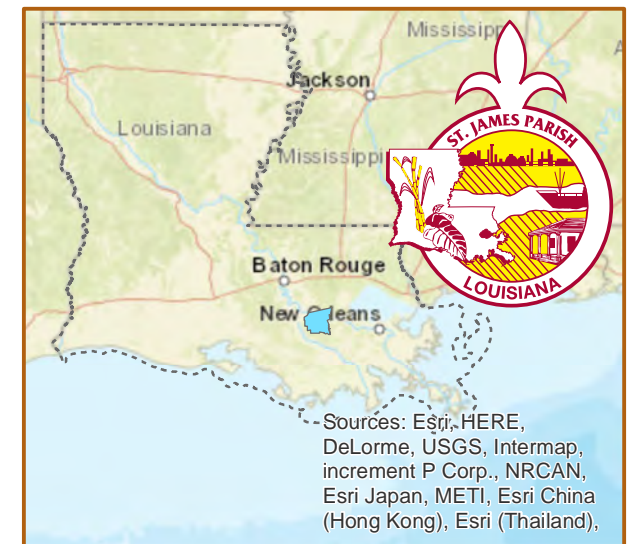 Mississippi
Jackson
Louisiana
Mississippi
Baton Rouge
New Orleans
ST. JAMES PARISH
LOUISIANA
Sources: Esri, HERE,
DeLorme, USGS, Intermap,
increment P Corp., NRCAN,
Esri Japan, METI, Esri China
(Hong Kong), Esri (Thailand),